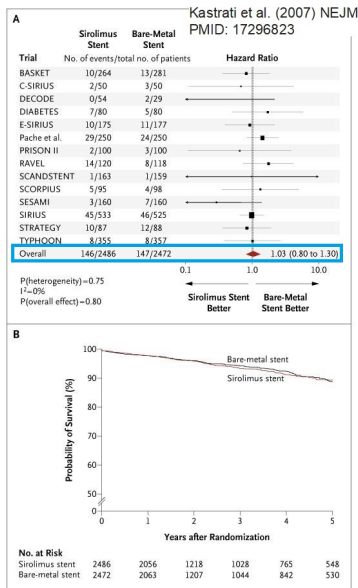 Kastrati et al. (2007) NEJM
PMID: 17296823
A
Sirolimus Stent Bare-Metal Stent
Trial No. of events/total no. of patients Hazard Ratio
BASKET 10/264 13/281
C-SIRIUS 2/50 3/50
DECODE 0/54 2/29
DIABETES 7/80 5/80
E-SIRIUS 10/175 11/177
Pache et al. 29/250 24/250
PRISON II 2/100 3/100
RAVEL 14/120 8/118
SCANDSTENT 1/163 1/159
SCORPIUS 5/95 4/98
SESAMI 3/160 7/160
SIRIUS 45/533 46/525
STRATEGY 10/87 12/88
TYPHOON 8/355 8/357
Overall 146/2486 147/2472 1.03 (0.80 to 1.30)
0.1 1.0 10.0
P(heterogeneity)=0.75
I²=0%
P(overall effect)=0.80
Sirolimus Stent Better Bare-Metal Stent Better
B
Probability of Survival (%)
100
90
80
70
60
50
0
Bare-metal stent
Sirolimus stent
0 1 2 3 4 5
Years after Randomization
No. at Risk
Sirolimus stent 2486 2056 1218 1028 765 548
Bare-metal stent 2472 2063 1207 1044 842 530